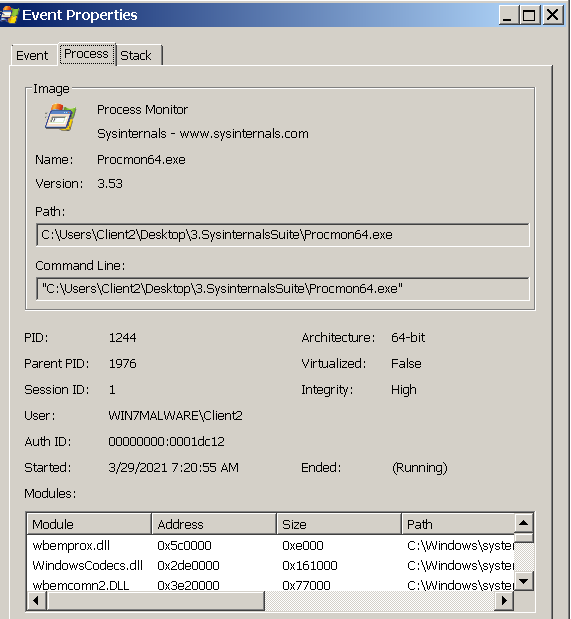 Event Properties
Event Process Stack
Image
Process Monitor
Sysinternals - www.sysinternals.com
Name: Procmon64.exe
Version: 3.53
Path:
C:\Users\Client2\Desktop\3.SysinternalsSuite\Procmon64.exe
Command Line:
"C:\Users\Client2\Desktop\3.SysinternalsSuite\Procmon64.exe"
PID: 1244 Architecture: 64-bit
Parent PID: 1976 Virtualized: False
Session ID: 1 Integrity: High
User: WIN7MALWARE\Client2
Auth ID: 00000000:0001dc12
Started: 3/29/2021 7:20:55 AM Ended: (Running)
Modules:
Module Address Size Path
wbemprox.dll 0x5c0000 0xe000 C:\Windows\syster
WindowsCodecs.dll 0x2de0000 0x161000 C:\Windows\syster
wbemcomn2.DLL 0x3e20000 0x77000 C:\Windows\syster